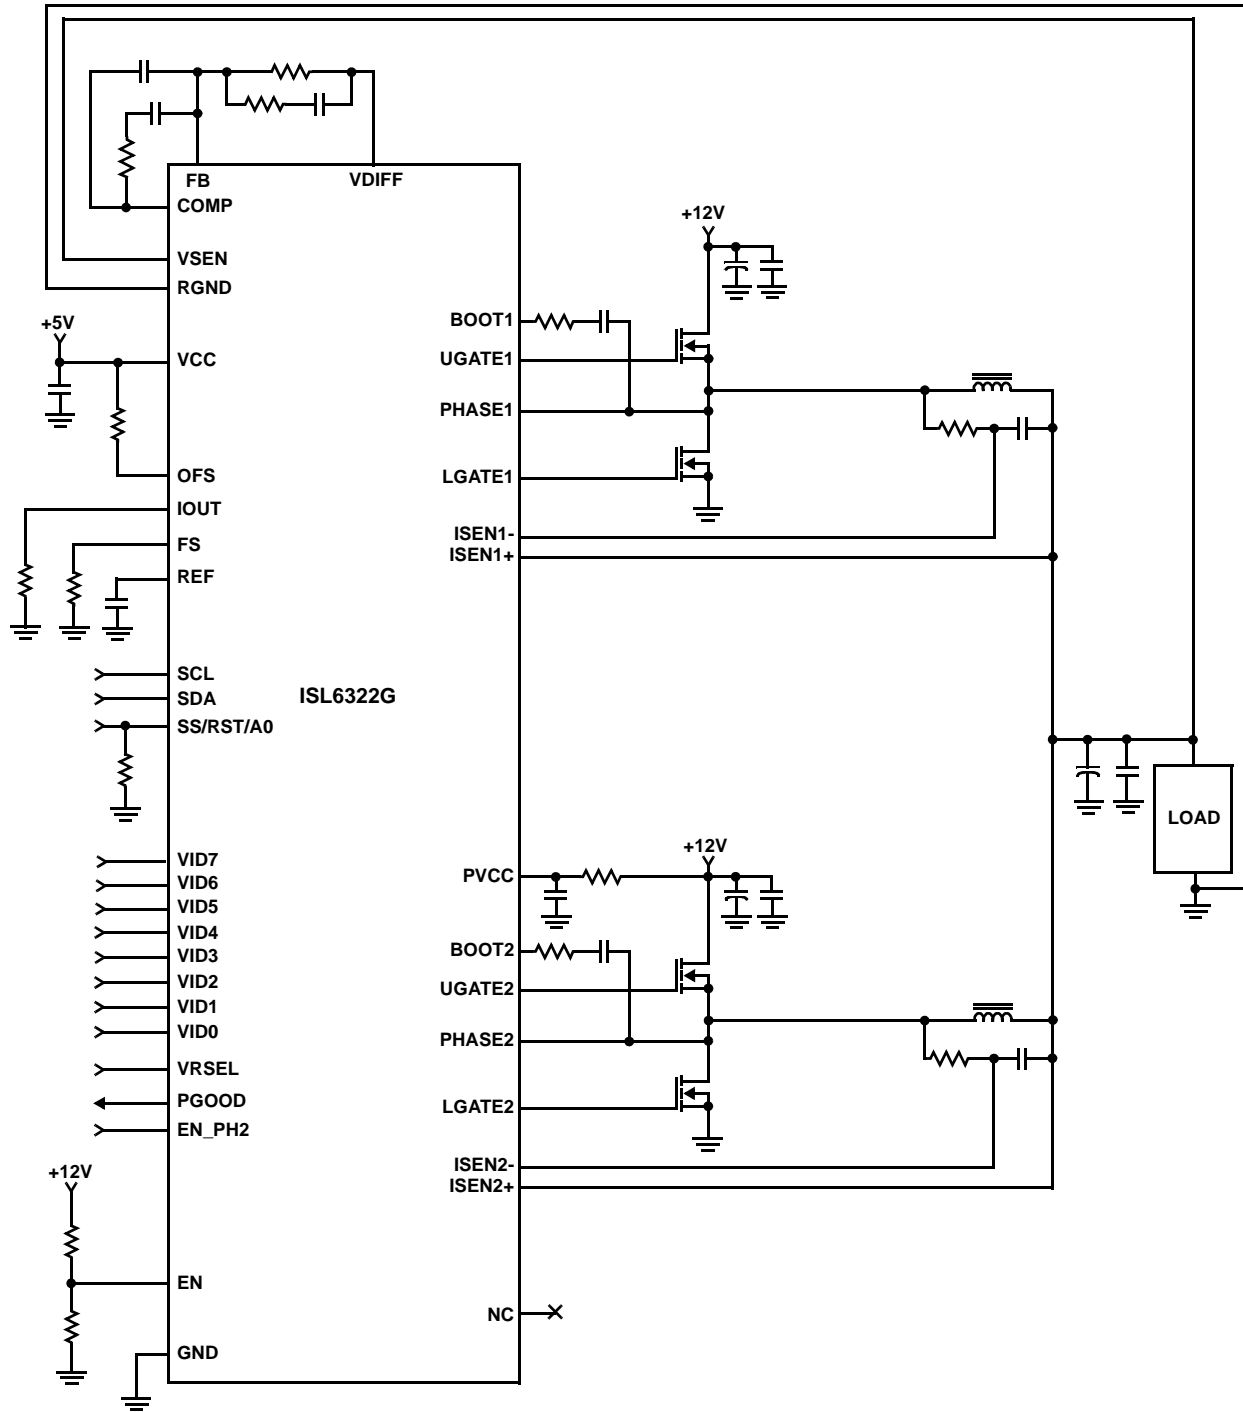 FB
VDIFF
COMP
VSEN
RGND
+5V
VCC
OFS
IOUT
FS
REF
SCL
SDA
SS/RST/A0
VID7
VID6
VID5
VID4
VID3
VID2
VID1
VID0
VRSEL
PGOOD
EN_PH2
+12V
EN
GND
ISL6322G
+12V
BOOT1
UGATE1
PHASE1
LGATE1
ISEN1-
ISEN1+
+12V
PVCC
BOOT2
UGATE2
PHASE2
LGATE2
ISEN2-
ISEN2+
NC
LOAD